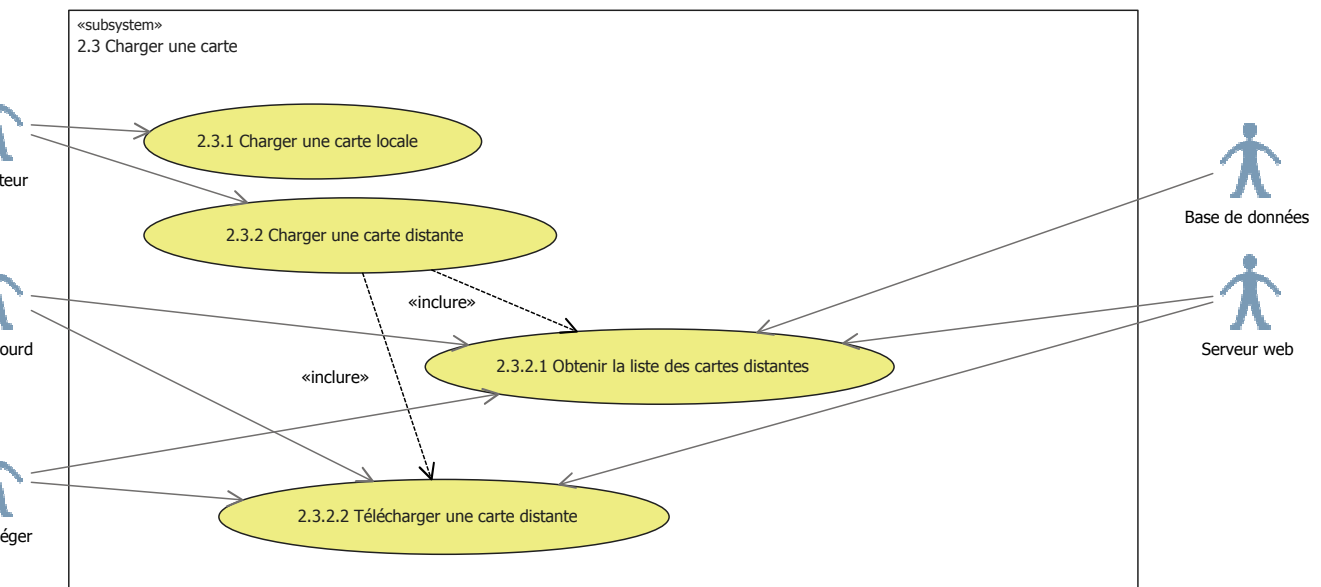 «subsystem»
2.3 Charger une carte
2.3.1 Charger une carte locale
teur
2.3.2 Charger une carte distante
Base de données
«inclure»
ourd
Serveur web
2.3.2.1 Obtenir la liste des cartes distantes
«inclure»
2.3.2.2 Télécharger une carte distante
éger